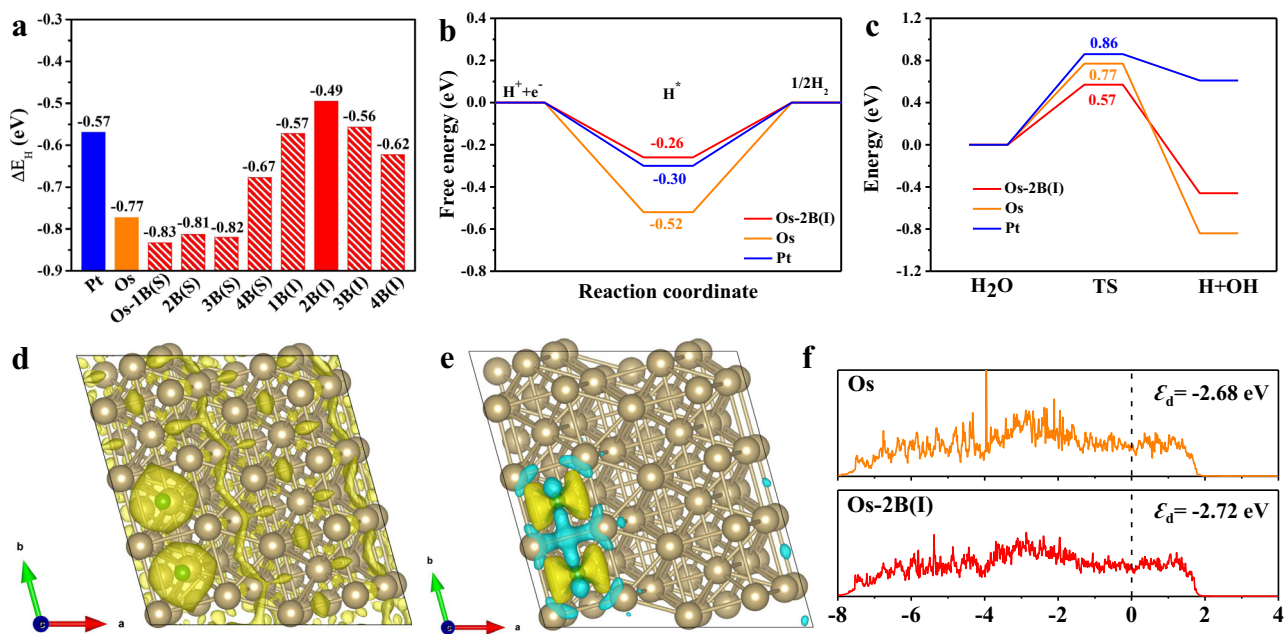 a
-0.3
-0.4
-0.5
-0.6
-0.7
-0.8
-0.9
ΔE_H (eV)
-0.57
-0.77
-0.83
-0.81
-0.82
-0.67
-0.57
-0.49
-0.56
-0.62
Pt
Os
Os-1B(S)
2B(S)
3B(S)
4B(S)
1B(I)
2B(I)
3B(I)
4B(I)
b
0.4
0.2
0.0
-0.2
-0.4
-0.6
-0.8
Free energy (eV)
H⁺+e⁻
H*
1/2H₂
-0.26
-0.30
-0.52
Os-2B(I)
Os
Pt
Reaction coordinate
c
1.2
0.8
0.4
0.0
-0.4
-0.8
-1.2
Energy (eV)
0.86
0.77
0.57
Os-2B(I)
Os
Pt
H₂O
TS
H+OH
d
b
c
a
e
b
c
a
f
Os
ℰd= -2.68 eV
Os-2B(I)
ℰd= -2.72 eV
-8
-6
-4
-2
0
2
4